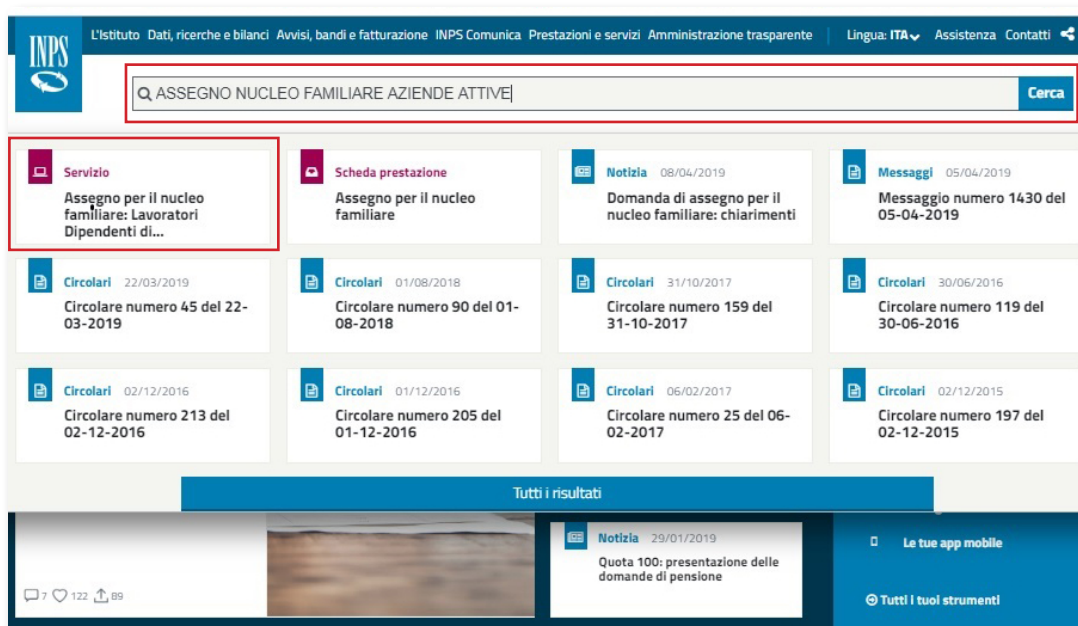 INPS
L'Istituto Dati, ricerche e bilanci Avvisi, bandi e fatturazione INPS Comunica Prestazioni e servizi Amministrazione trasparente Lingua: ITA Assistenza Contatti
ASSEGNO NUCLEO FAMILIARE AZIENDE ATTIVE Cerca
Servizio
Assegno per il nucleo
familiare: Lavoratori
Dipendenti di...
Scheda prestazione
Assegno per il nucleo
familiare
Notizia 08/04/2019
Domanda di assegno per il
nucleo familiare: chiarimenti
Messaggi 05/04/2019
Messaggio numero 1430 del
05-04-2019
Circolari 22/03/2019
Circolare numero 45 del 22-
03-2019
Circolari 01/08/2018
Circolare numero 90 del 01-
08-2018
Circolari 31/10/2017
Circolare numero 159 del
31-10-2017
Circolari 30/06/2016
Circolare numero 119 del
30-06-2016
Circolari 02/12/2016
Circolare numero 213 del
02-12-2016
Circolari 01/12/2016
Circolare numero 205 del
01-12-2016
Circolari 06/02/2017
Circolare numero 25 del 06-
02-2017
Circolari 02/12/2015
Circolare numero 197 del
02-12-2015
Tutti i risultati
7 122 89
Notizia 29/01/2019
Quota 100: presentazione delle
domande di pensione
Le tue app mobile
Tutti i tuoi strumenti